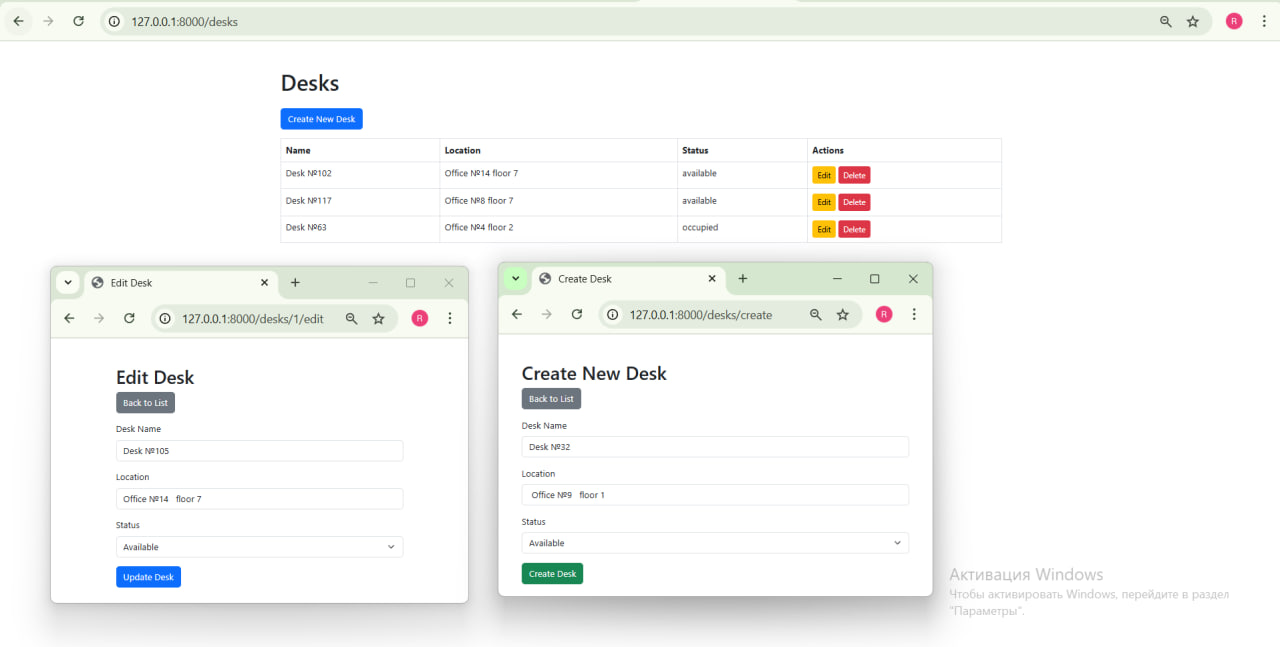 127.0.0.1:8000/desks
R
Desks
Create New Desk
Name Location Status Actions
Desk №102 Office №14 floor 7 available Edit Delete
Desk №117 Office №8 floor 7 available Edit Delete
Desk №63 Office №4 floor 2 occupied Edit Delete
Edit Desk
127.0.0.1:8000/desks/1/edit
R
Edit Desk
Back to List
Desk Name
Desk №105
Location
Office №14 floor 7
Status
Available
Update Desk
Create Desk
127.0.0.1:8000/desks/create
R
Create New Desk
Back to List
Desk Name
Desk №32
Location
Office №9 floor 1
Status
Available
Create Desk
Активация Windows
Чтобы активировать Windows, перейдите в раздел
"Параметры".